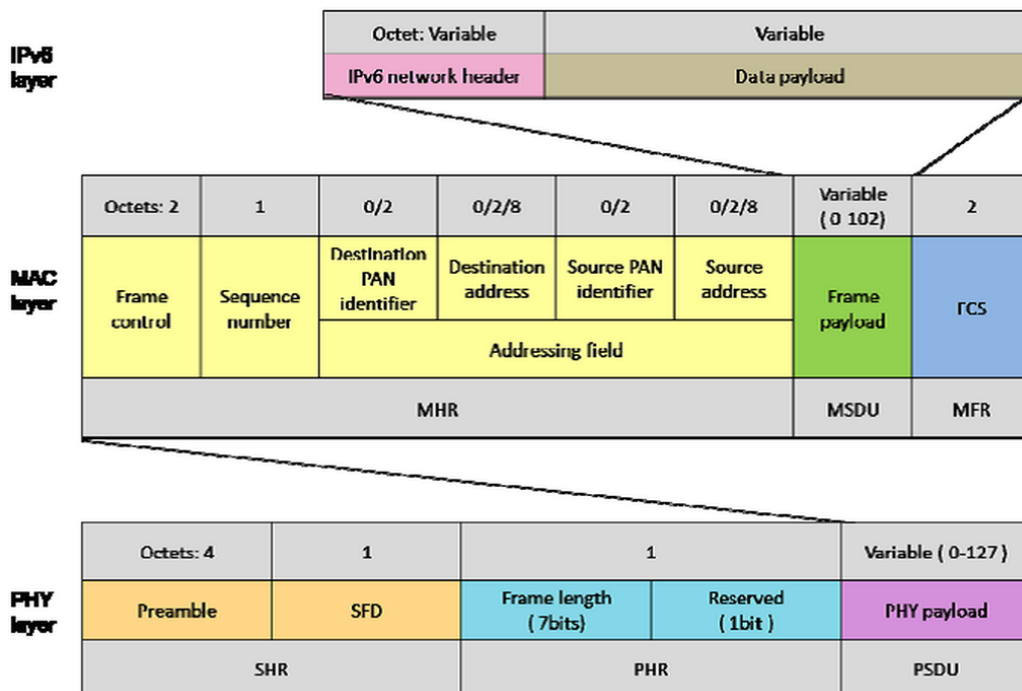 Octet: Variable
Variable
IPv6
layer
IPv6 network header
Data payload
Octets: 2
1
0/2
0/2/8
0/2
0/2/8
Variable
( 0 102)
2
MAC
layer
Frame
control
Sequence
number
Destination
PAN
identifier
Destination
address
Source PAN
identifier
Source
address
Frame
payload
FCS
Addressing field
MHR
MSDU
MFR
Octets: 4
1
1
Variable ( 0-127 )
PHY
layer
Preamble
SFD
Frame length
( 7bits)
Reserved
( 1bit )
PHY payload
SHR
PHR
PSDU